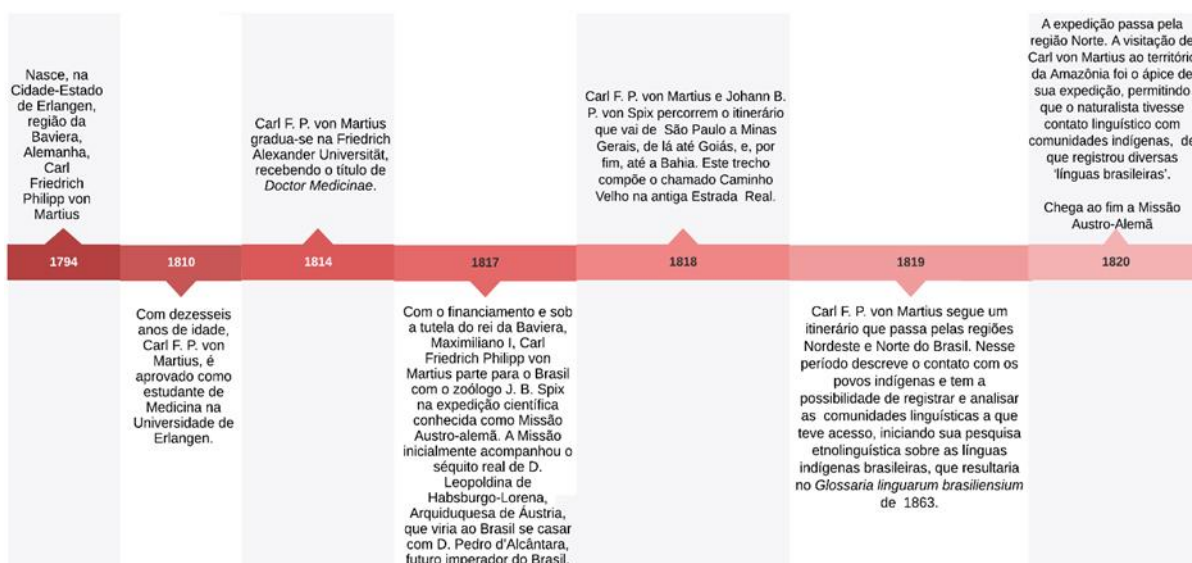 Nasce, na
Cidade-Estado
de Erlangen,
região da
Baviera,
Alemanha,
Carl
Friedrich
Philipp von
Martius
1794
1810
Com dezesseis
anos de idade,
Carl F. P. von
Martius, é
aprovado como
estudante de
Medicina na
Universidade de
Erlangen.
Carl F. P. von Martius
gradua-se na Friedrich
Alexander Universität,
recebendo o título de
Doctor Medicinae.
1814
1817
Com o financiamento e sob
a tutela do rei da Baviera,
Maximiliano I, Carl
Friedrich Philipp von
Martius parte para o Brasil
com o zoólogo J. B. Spix
na expedição científica
conhecida como Missão
Austro-alemã. A Missão
inicialmente acompanhou o
séquito real de D.
Leopoldina de
Habsburgo-Lorena,
Arquiduquesa de Áustria,
que viria ao Brasil se casar
com D. Pedro d'Alcântara,
futuro imperador do Brasil.
Carl F. P. von Martius e Johann B.
P. von Spix percorrem o itinerário
que vai de São Paulo a Minas
Gerais, de lá até Goiás, e, por
fim, até a Bahia. Este trecho
compõe o chamado Caminho
Velho na antiga Estrada Real.
1818
1819
Carl F. P. von Martius segue um
itinerário que passa pelas regiões
Nordeste e Norte do Brasil. Nesse
período descreve o contato com os
povos indígenas e tem a
possibilidade de registrar e analisar
as comunidades linguísticas a que
teve acesso, iniciando sua pesquisa
etnolinguística sobre as línguas
indígenas brasileiras, que resultaria
no Glossaria linguarum brasiliensium
de 1863.
A expedição passa pela
região Norte. A visitação de
Carl von Martius ao território
da Amazônia foi o ápice de
sua expedição, permitindo
que o naturalista tivesse
contato linguístico com
comunidades indígenas, de
que registrou diversas
'línguas brasileiras'.
Chega ao fim a Missão
Austro-Alemã
1820